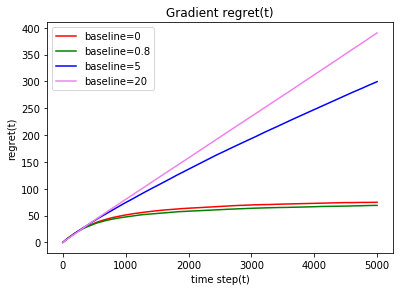 Gradient regret(t)
baseline=0
baseline=0.8
baseline=5
baseline=20
regret(t)
400
350
300
250
200
150
100
50
0
0 1000 2000 3000 4000 5000
time step(t)